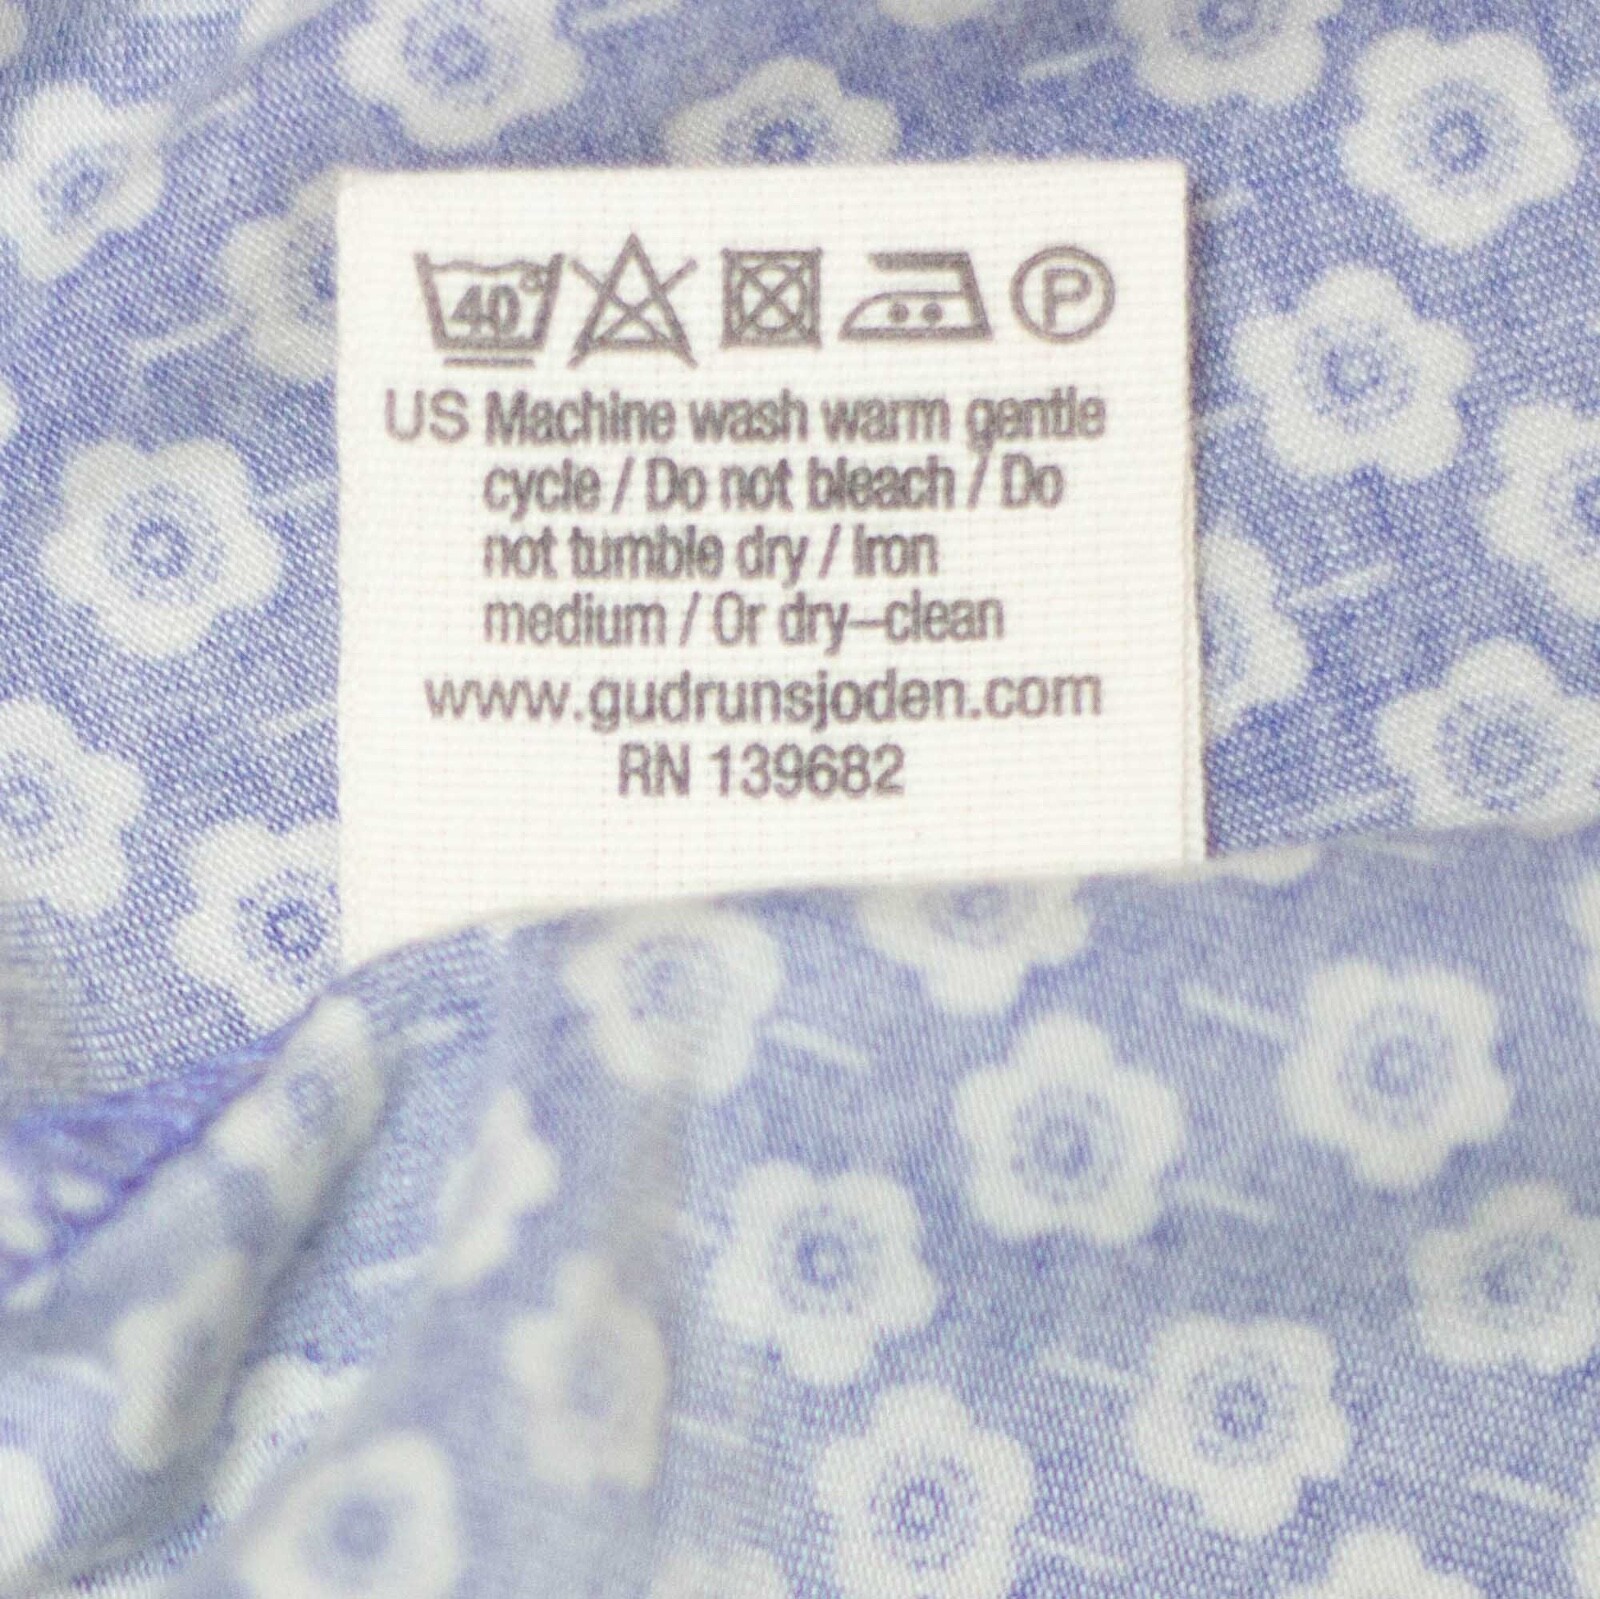 40°
P
US Machine wash warm gentle
cycle / Do not bleach / Do
not tumble dry / Iron
medium / Or dry–clean
www.gudrunsjoden.com
RN 139682